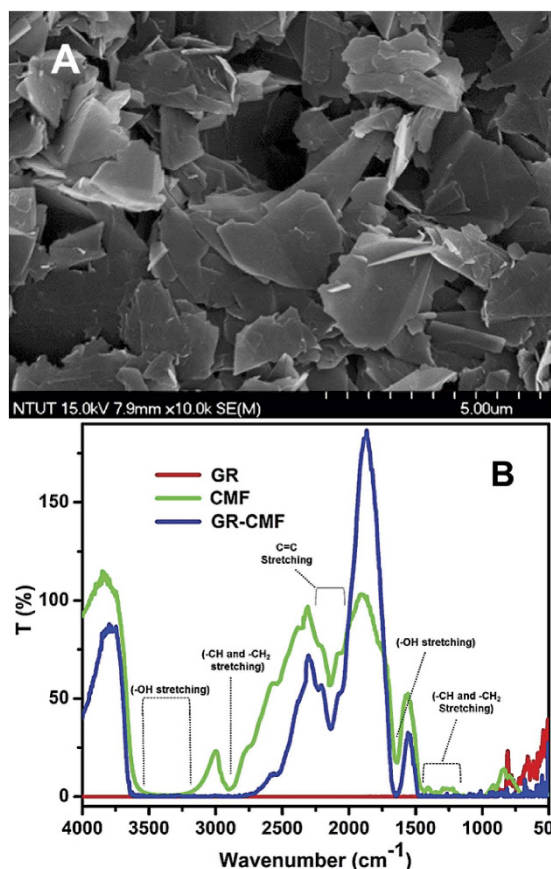 A
NTUT 15.0kV 7.9mm x10.0k SE(M)
5.00um
B
GR
CMF
GR-CMF
C=C
Stretching
(-OH stretching)
(-CH and -CH₂
stretching)
(-OH stretching)
(-CH and -CH₂
Stretching)
T (%)
150
100
50
0
4000
3500
3000
2500
2000
1500
1000
500
Wavenumber (cm⁻¹)